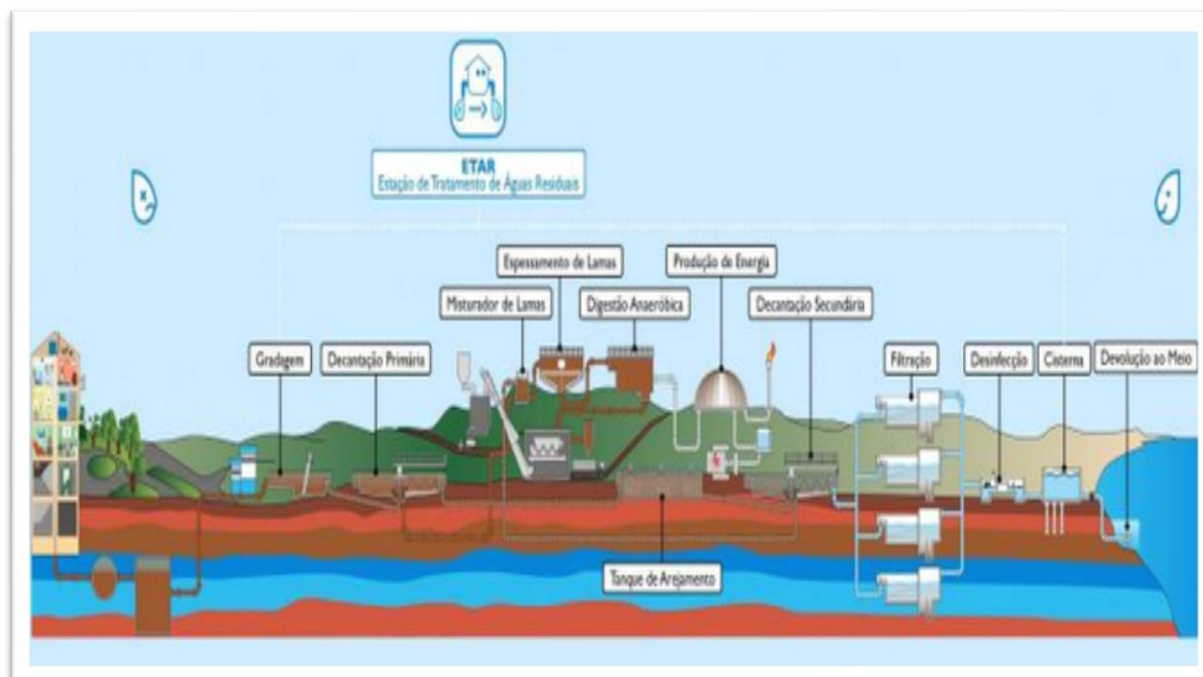 ETAR
Estação de Tratamento de Águas Residuais
Espessamento de Lamas
Produção de Energia
Misturador de Lamas
Digestão Anaeróbica
Decantação Secundária
Gradagem
Decantação Primária
Filtração
Desinfecção
Cisterna
Devolução ao Meio
Tanque de Arejamento